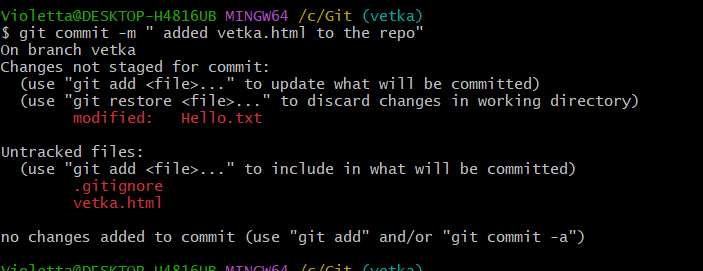 Violetta@DESKTOP-H4816UB MINGW64 /c/Git (vetka)
$ git commit -m " added vetka.html to the repo"
On branch vetka
Changes not staged for commit:
  (use "git add <file>..." to update what will be committed)
  (use "git restore <file>..." to discard changes in working directory)
        modified:   Hello.txt

Untracked files:
  (use "git add <file>..." to include in what will be committed)
        .gitignore
        vetka.html

no changes added to commit (use "git add" and/or "git commit -a")

Violetta@DESKTOP-H4816UB MINGW64 /c/Git (vetka)